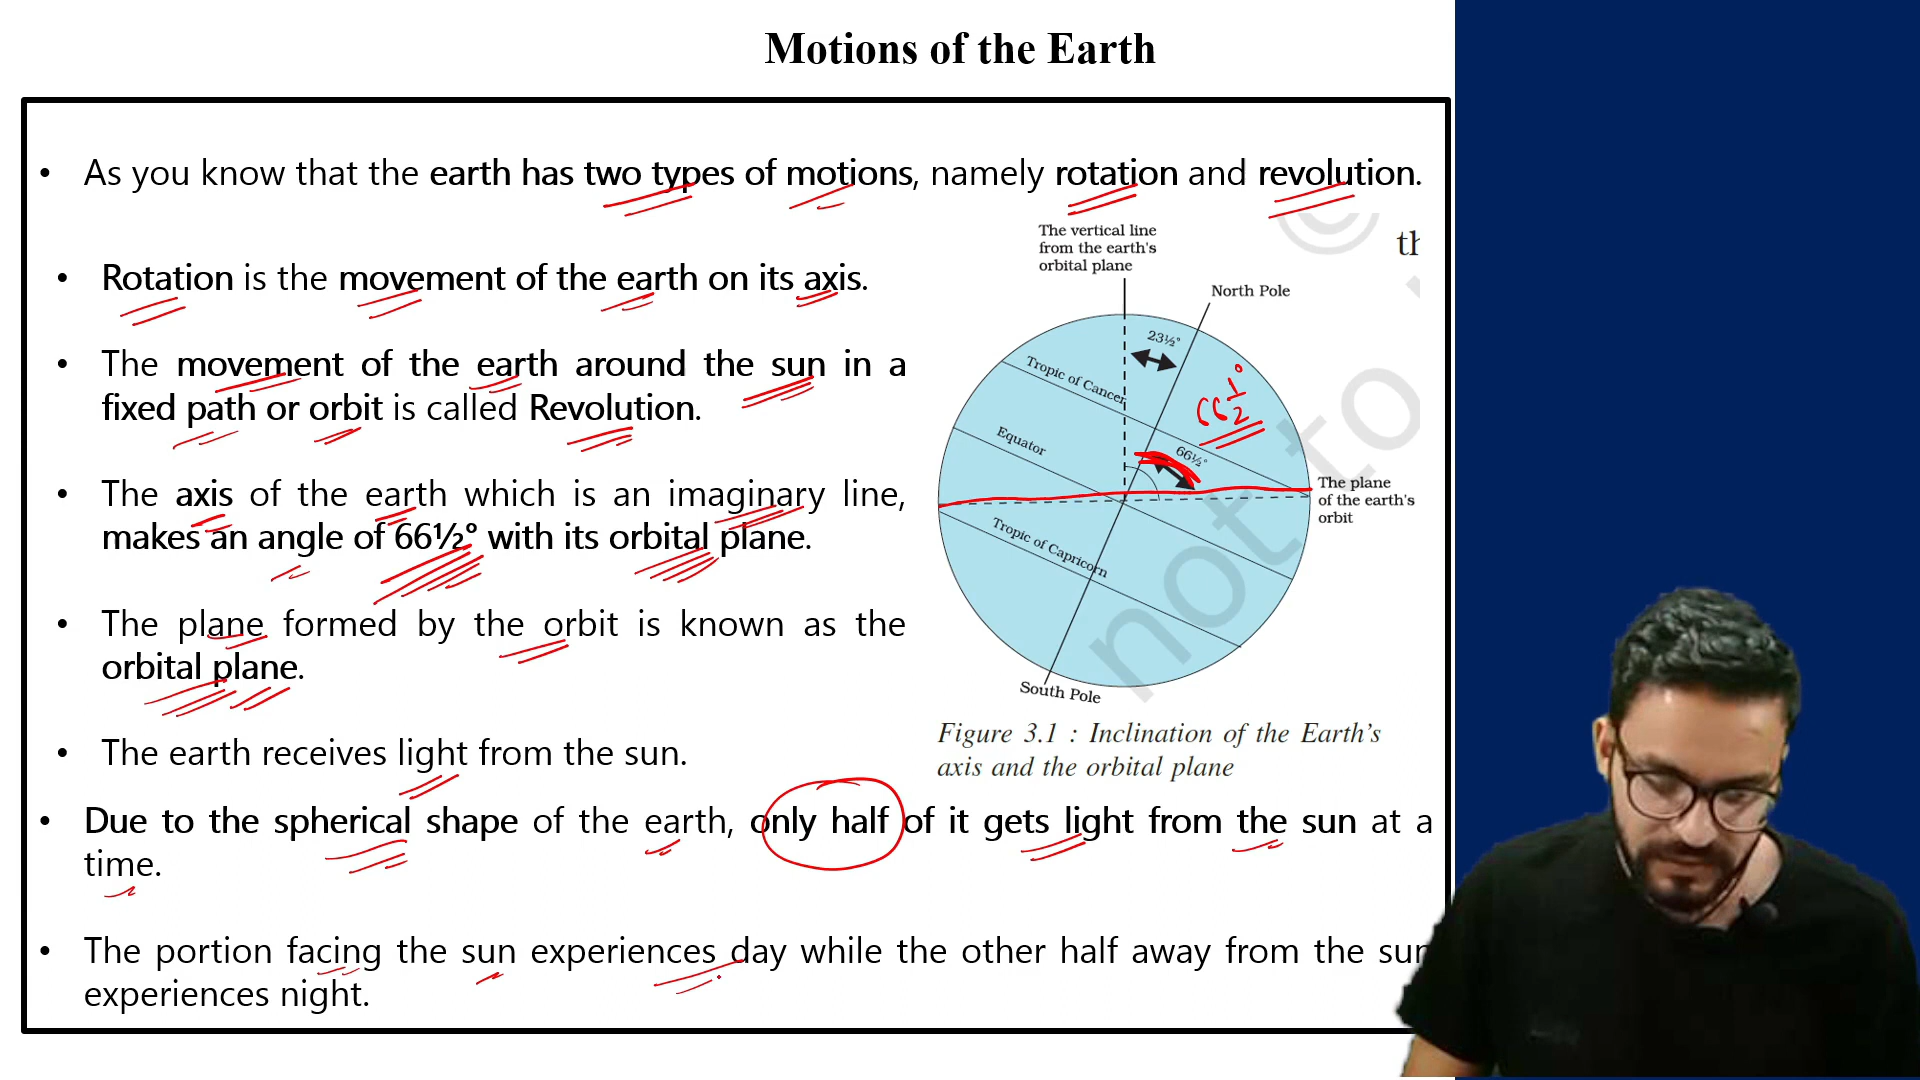 Motions of the Earth
• As you know that the earth has two types of motions, namely rotation and revolution.
• Rotation is the movement of the earth on its axis.
• The movement of the earth around the sun in a
fixed path or orbit is called Revolution.
• The axis of the earth which is an imaginary line,
makes an angle of 66½° with its orbital plane.
• The plane formed by the orbit is known as the
orbital plane.
• The earth receives light from the sun.
• Due to the spherical shape of the earth, only half of it gets light from the sun at a
time.
• The portion facing the sun experiences day while the other half away from the sun
experiences night.
The vertical line
from the earth's
orbital plane
th
North Pole
23½°
Tropic of Cancer
66½°
Equator
66½°
The plane
of the earth's
orbit
Tropic of Capricorn
South Pole
© not to
Figure 3.1 : Inclination of the Earth's
axis and the orbital plane